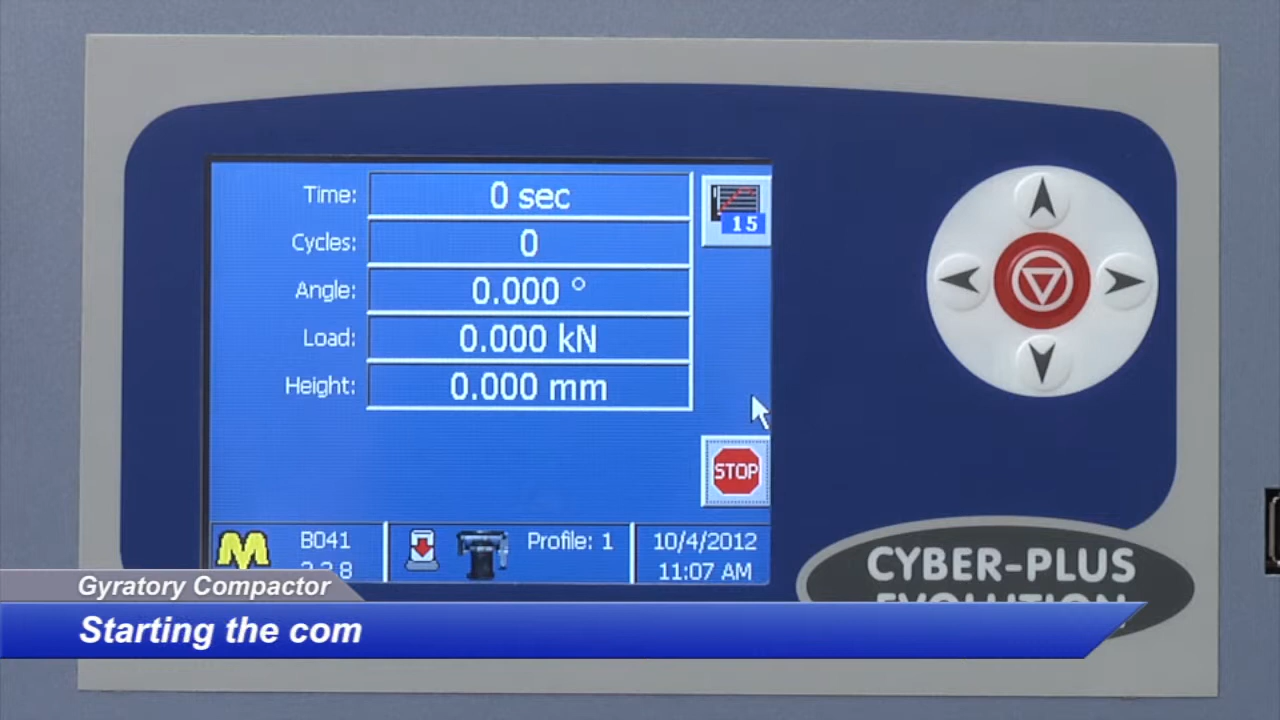 Time: 0 sec
15
Cycles: 0
Angle: 0.000 °
Load: 0.000 kN
Height: 0.000 mm
STOP
B041
Profile: 1
10/4/2012
11:07 AM
CYBER-PLUS
EVOLUTION
Gyratory Compactor
Starting the com